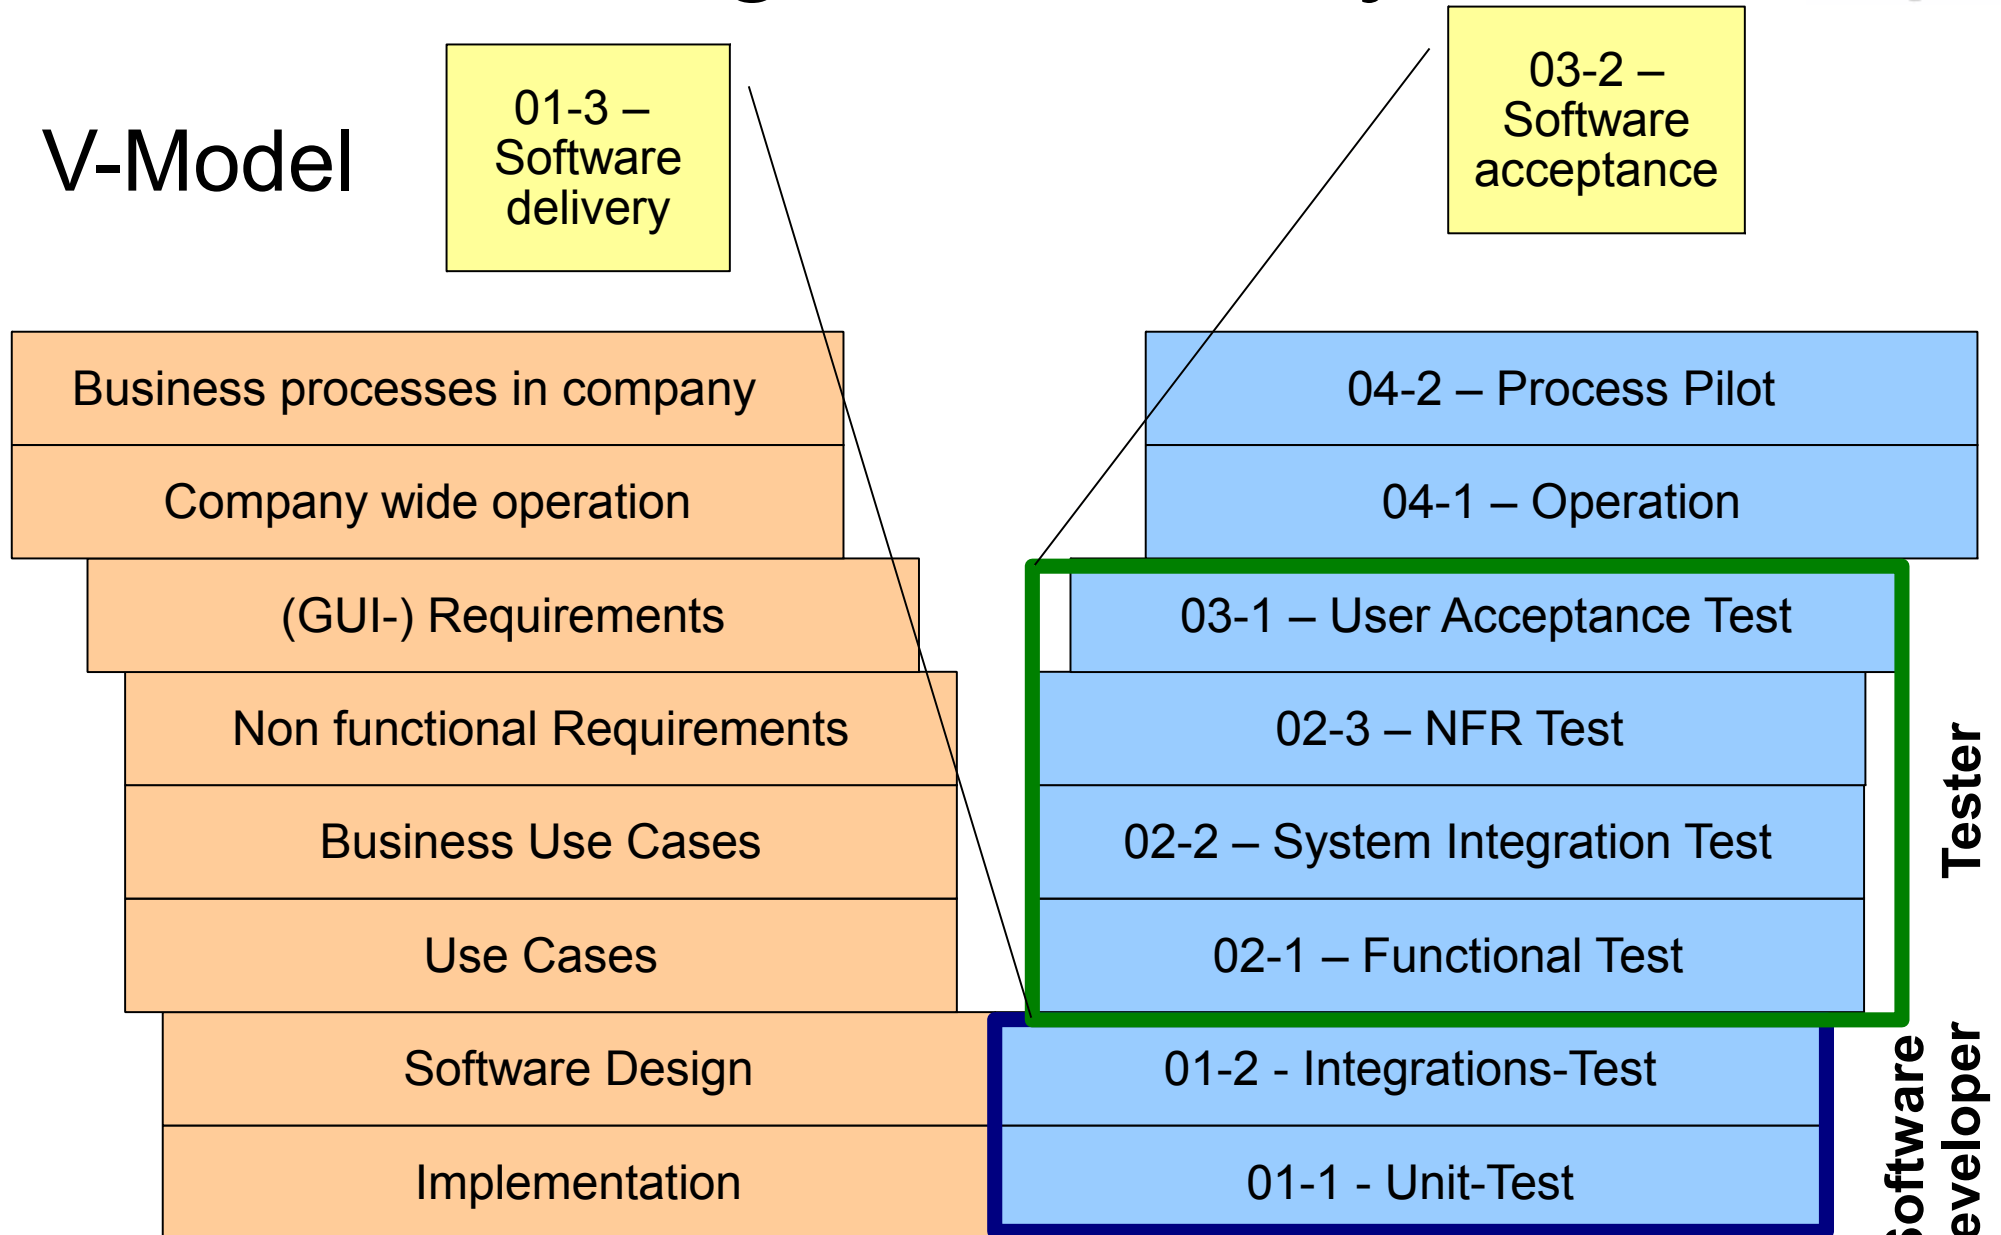 V-Model
01-3 –
Software
delivery
03-2 –
Software
acceptance
Business processes in company
04-2 – Process Pilot
Company wide operation
04-1 – Operation
(GUI-) Requirements
03-1 – User Acceptance Test
Non functional Requirements
02-3 – NFR Test
Business Use Cases
02-2 – System Integration Test
Use Cases
02-1 – Functional Test
Tester
Software Design
01-2 - Integrations-Test
Implementation
01-1 - Unit-Test
Software